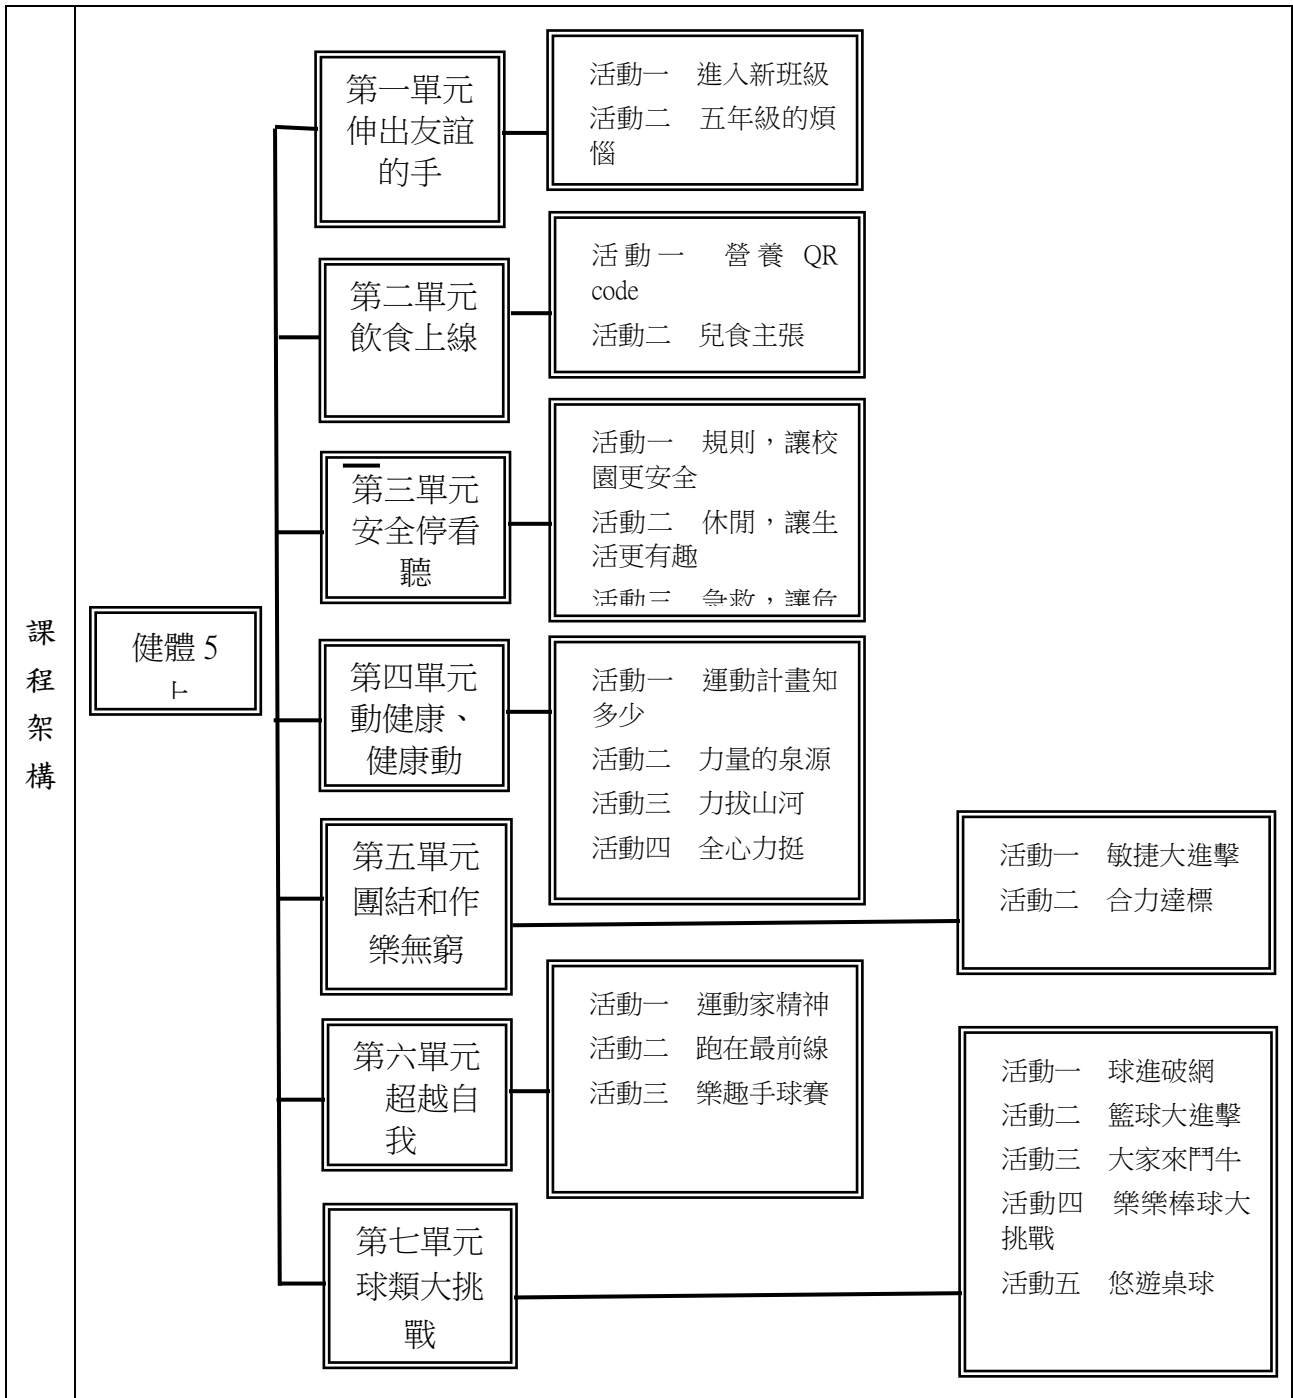 課程架構
健體 5
上
第一單元
伸出友誼
的手
活動一　進入新班級
活動二　五年級的煩
惱
第二單元
飲食上線
活動一　營養 QR
code
活動二　兒食主張
第三單元
安全停看
聽
活動一　規則，讓校
園更安全
活動二　休閒，讓生
活更有趣
活動三　急救，讓危
第四單元
動健康、
健康動
活動一　運動計畫知
多少
活動二　力量的泉源
活動三　力拔山河
活動四　全心力挺
第五單元
團結和作
樂無窮
活動一　敏捷大進擊
活動二　合力達標
第六單元
超越自
我
活動一　運動家精神
活動二　跑在最前線
活動三　樂趣手球賽
第七單元
球類大挑
戰
活動一　球進破網
活動二　籃球大進擊
活動三　大家來鬥牛
活動四　樂樂棒球大
挑戰
活動五　悠遊桌球